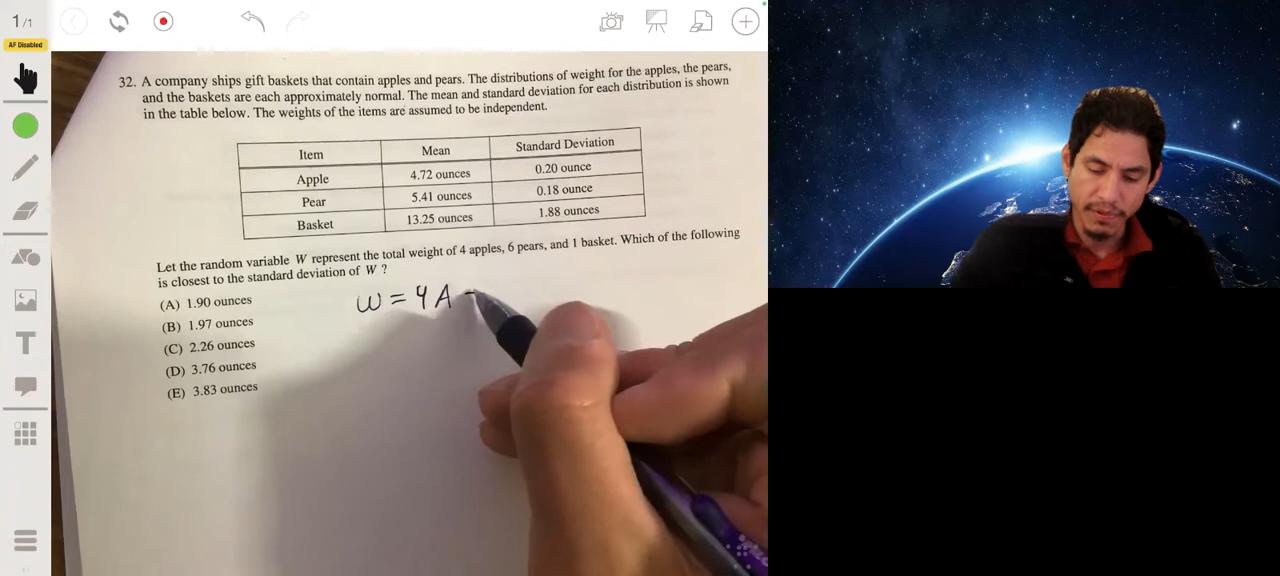 1/1
AF Disabled
32. A company ships gift baskets that contain apples and pears. The distributions of weight for the apples, the pears,
and the baskets are each approximately normal. The mean and standard deviation for each distribution is shown
in the table below. The weights of the items are assumed to be independent.
Item Mean Standard Deviation
Apple 4.72 ounces 0.20 ounce
Pear 5.41 ounces 0.18 ounce
Basket 13.25 ounces 1.88 ounces
Let the random variable W represent the total weight of 4 apples, 6 pears, and 1 basket. Which of the following
is closest to the standard deviation of W ?
(A) 1.90 ounces
(B) 1.97 ounces
(C) 2.26 ounces
(D) 3.76 ounces
(E) 3.83 ounces
W = 4A -
T